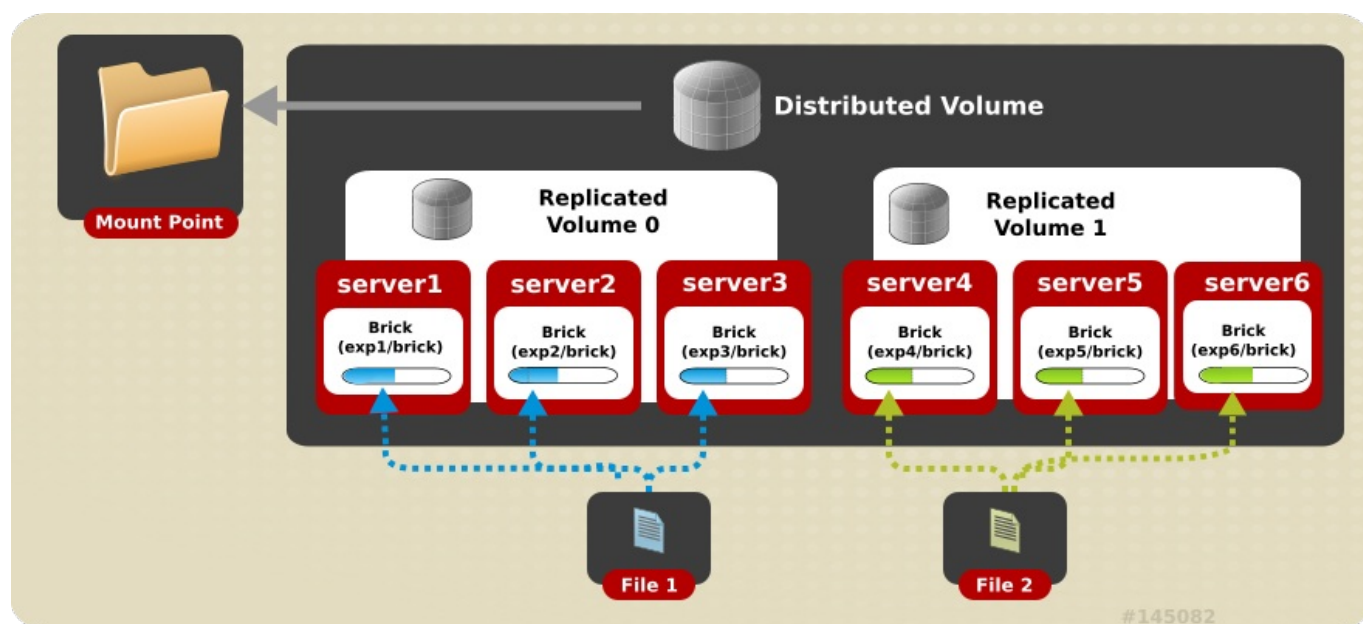 Distributed Volume
Mount Point
Replicated
Volume 0
Replicated
Volume 1
server1
server2
server3
server4
server5
server6
Brick
(exp1/brick)
Brick
(exp2/brick)
Brick
(exp3/brick)
Brick
(exp4/brick)
Brick
(exp5/brick)
Brick
(exp6/brick)
File 1
File 2
#145082